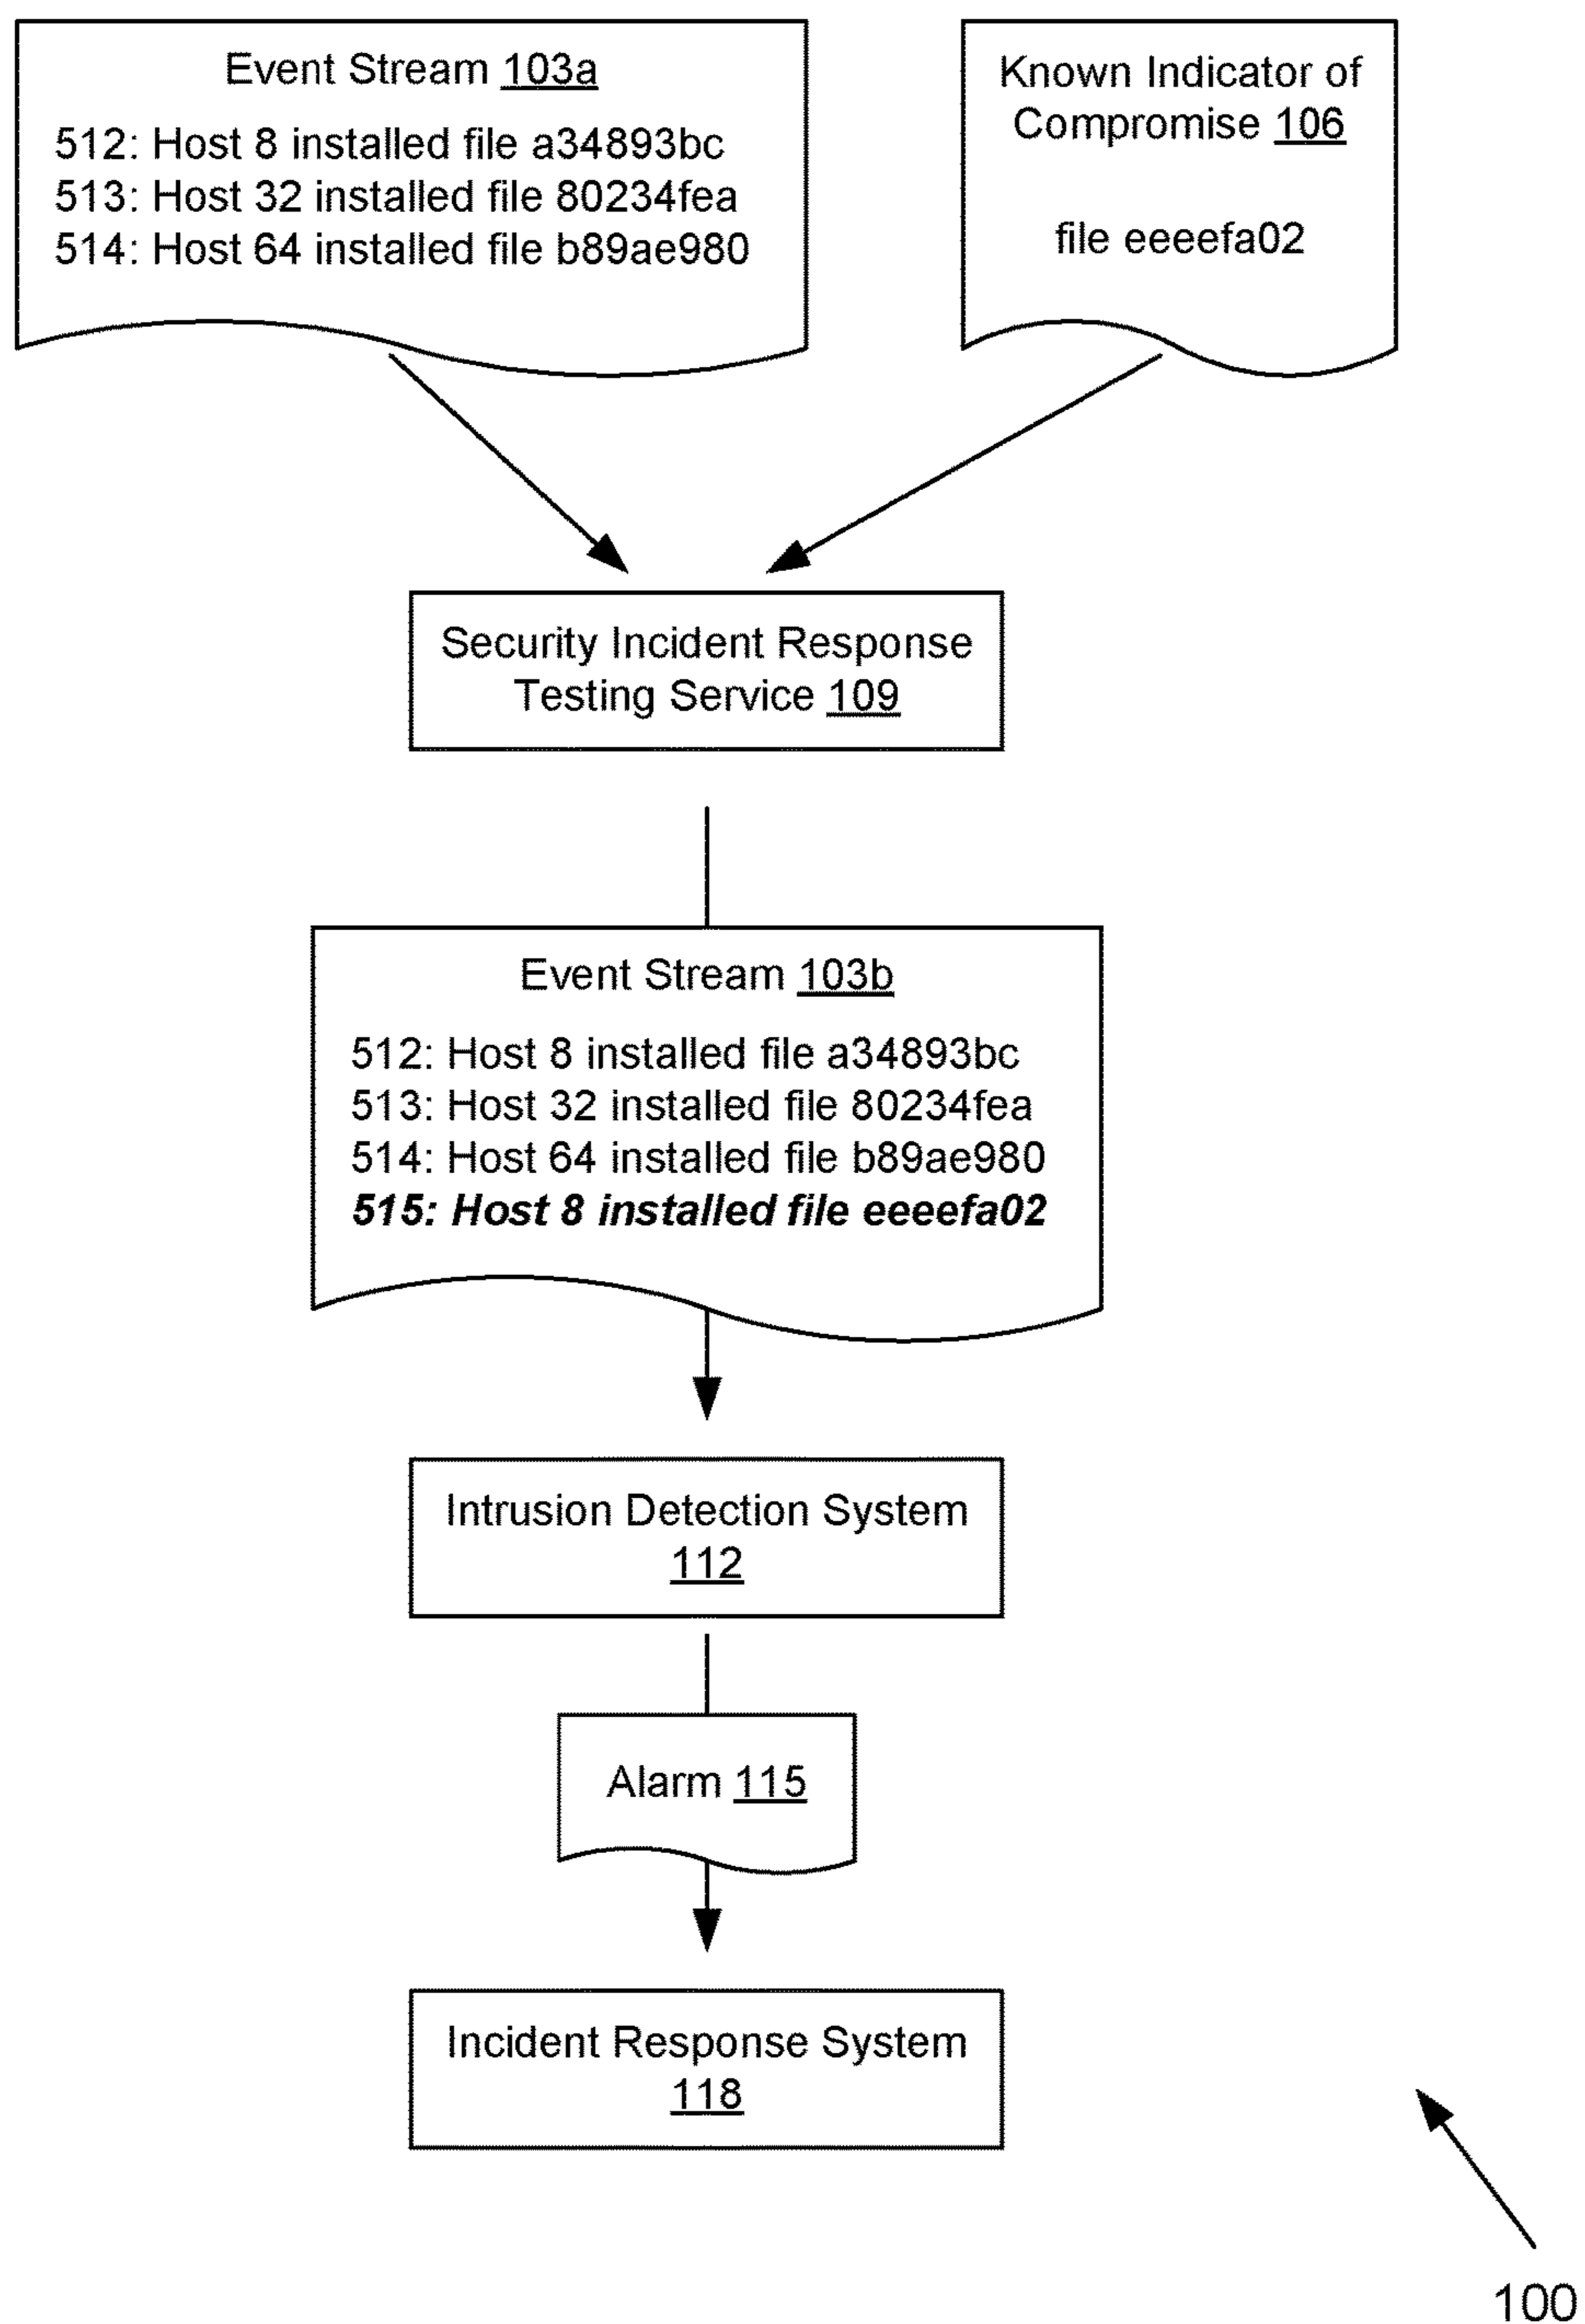 Event Stream 103a
512: Host 8 installed file a34893bc
513: Host 32 installed file 80234fea
514: Host 64 installed file b89ae980
Known Indicator of
Compromise 106
file eeeefa02
Security Incident Response
Testing Service 109
Event Stream 103b
512: Host 8 installed file a34893bc
513: Host 32 installed file 80234fea
514: Host 64 installed file b89ae980
515: Host 8 installed file eeeefa02
Intrusion Detection System
112
Alarm 115
Incident Response System
118
100